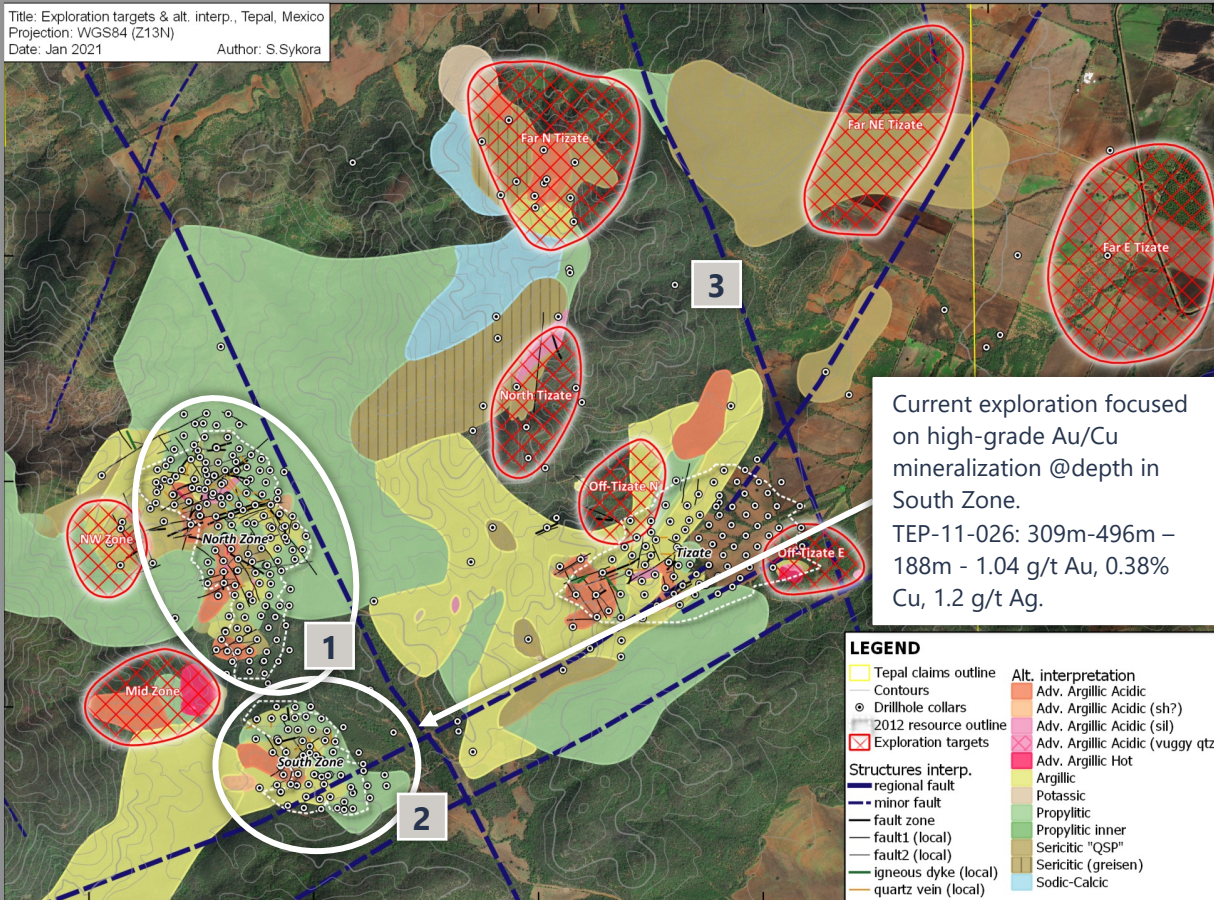 Title: Exploration targets & alt. interp., Tepal, Mexico
Projection: WGS84 (Z13N)
Date: Jan 2021 Author: S.Sykora
Far N Tizate
Far NE Tizate
Far E Tizate
3
North Tizate
Off-Tizate N
NW Zone
North Zone
Tizate
Off-Tizate E
1
Mid Zone
South Zone
2
Current exploration focused
on high-grade Au/Cu
mineralization @depth in
South Zone.
TEP-11-026: 309m-496m –
188m - 1.04 g/t Au, 0.38%
Cu, 1.2 g/t Ag.
LEGEND
Tepal claims outline
Contours
Drillhole collars
2012 resource outline
Exploration targets
Structures interp.
regional fault
minor fault
fault zone
fault1 (local)
fault2 (local)
igneous dyke (local)
quartz vein (local)
Alt. interpretation
Adv. Argillic Acidic
Adv. Argillic Acidic (sh?)
Adv. Argillic Acidic (sil)
Adv. Argillic Acidic (vuggy qtz
Adv. Argillic Hot
Argillic
Potassic
Propylitic
Propylitic inner
Sericitic "QSP"
Sericitic (greisen)
Sodic-Calcic